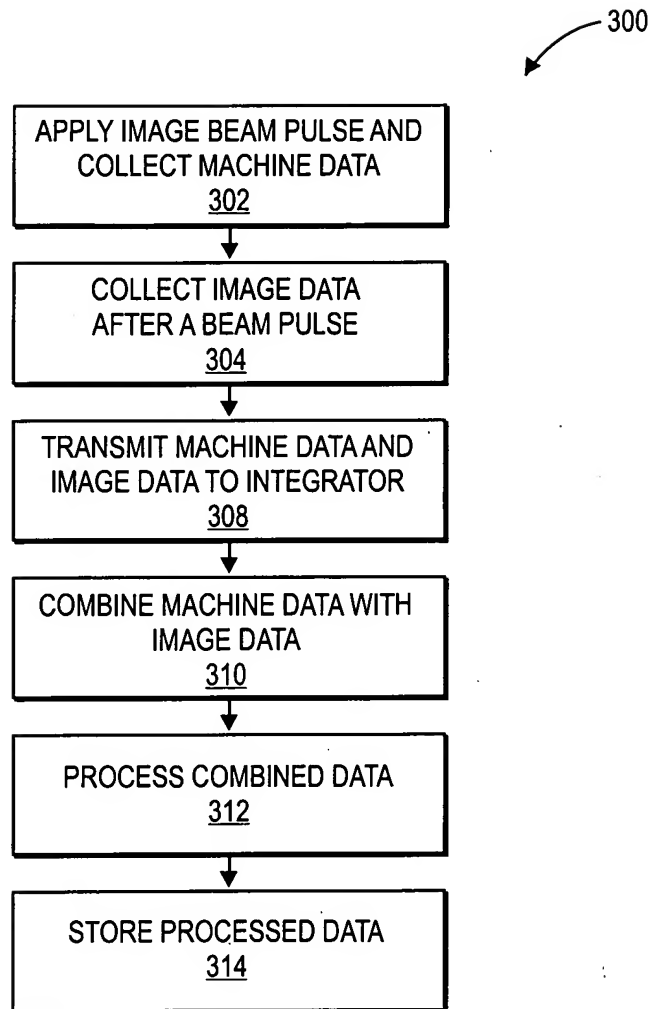 300
APPLY IMAGE BEAM PULSE AND
COLLECT MACHINE DATA
302
COLLECT IMAGE DATA
AFTER A BEAM PULSE
304
TRANSMIT MACHINE DATA AND
IMAGE DATA TO INTEGRATOR
308
COMBINE MACHINE DATA WITH
IMAGE DATA
310
PROCESS COMBINED DATA
312
STORE PROCESSED DATA
314